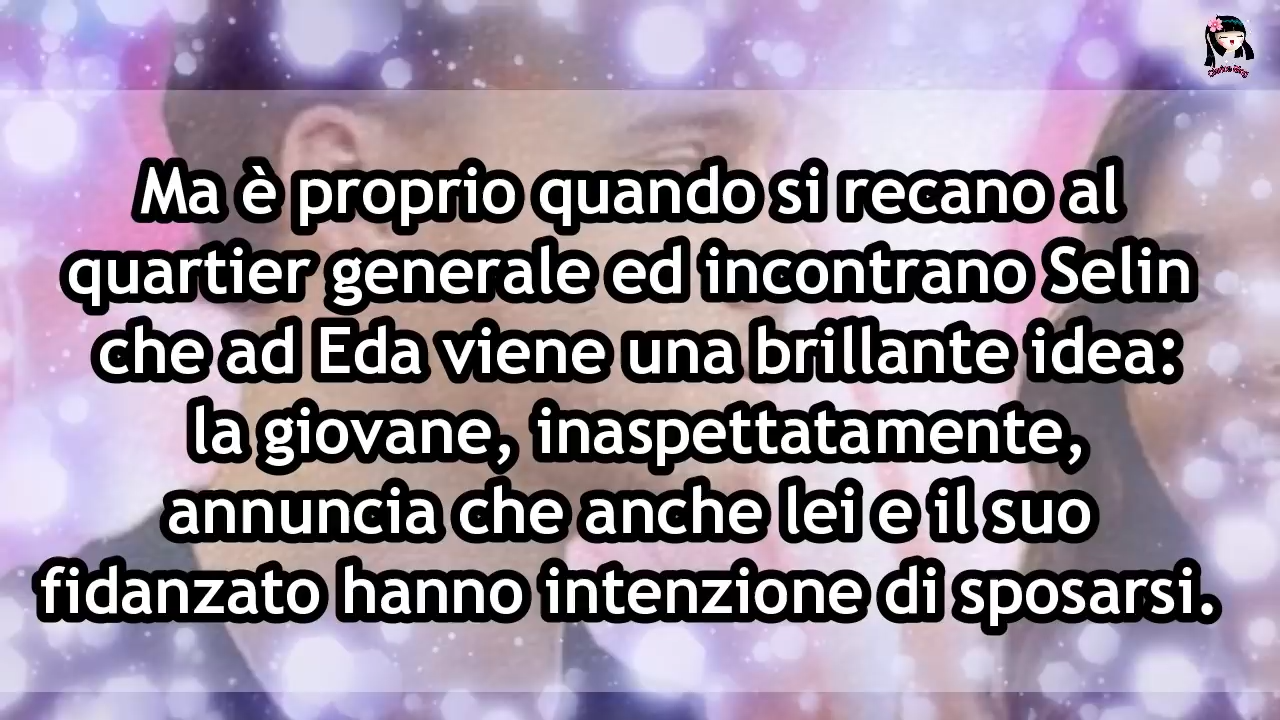 Ma è proprio quando si recano al
quartier generale ed incontrano Selin
che ad Eda viene una brillante idea:
la giovane, inaspettatamente,
annuncia che anche lei e il suo
fidanzato hanno intenzione di sposarsi.